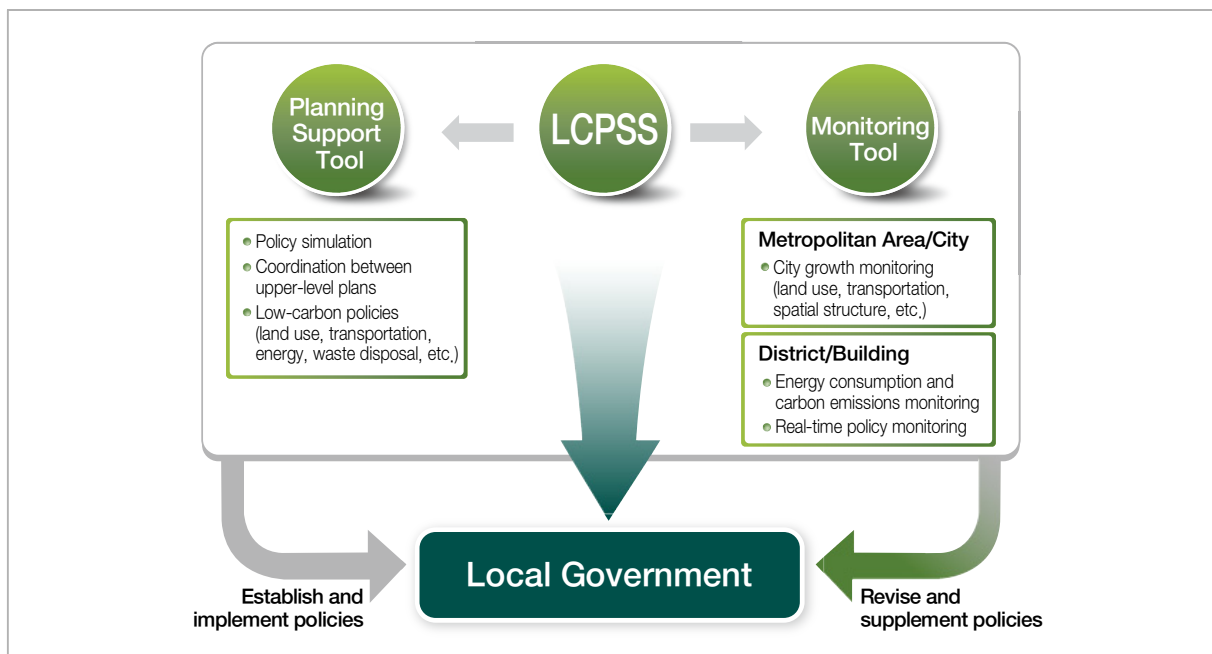 Planning
Support
Tool
LCPSS
Monitoring
Tool
Policy simulation
Coordination between
upper-level plans
Low-carbon policies
(land use, transportation,
energy, waste disposal, etc.)
Metropolitan Area/City
City growth monitoring
(land use, transportation,
spatial structure, etc.)
District/Building
Energy consumption and
carbon emissions monitoring
Real-time policy monitoring
Local Government
Establish and
implement policies
Revise and
supplement policies